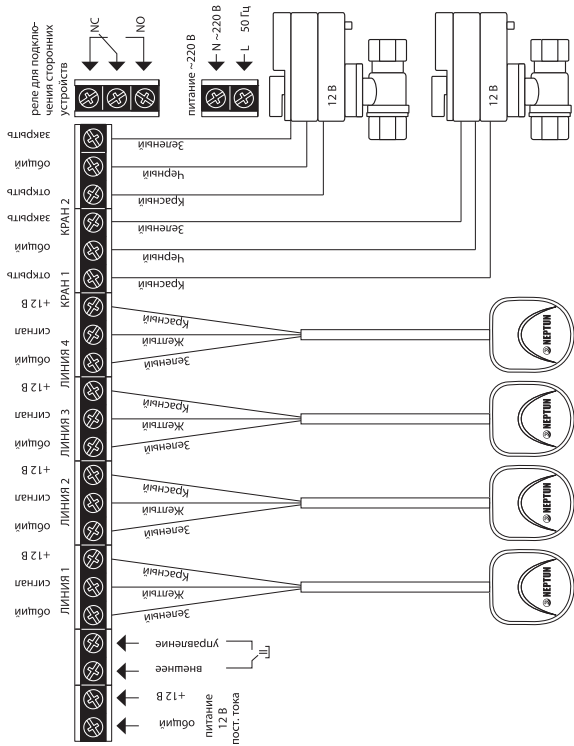 реле для подклю-
чения сторонних
устройств
NC
NO
питание ~220 В
N ~220 В
L 50 Гц
12 В
12 В
закрыть
общий
открыть
КРАН 2
закрыть
общий
открыть
КРАН 1
Зеленый
Черный
Красный
Зеленый
Черный
Красный
+12 В
сигнал
общий
ЛИНИЯ 4
Красный
Желтый
Зеленый
NEPTUN
+12 В
сигнал
общий
ЛИНИЯ 3
Красный
Желтый
Зеленый
NEPTUN
+12 В
сигнал
общий
ЛИНИЯ 2
Красный
Желтый
Зеленый
NEPTUN
+12 В
сигнал
общий
ЛИНИЯ 1
Красный
Желтый
Зеленый
NEPTUN
управление
внешнее
+12 В
общий
питание
12 В
пост. тока